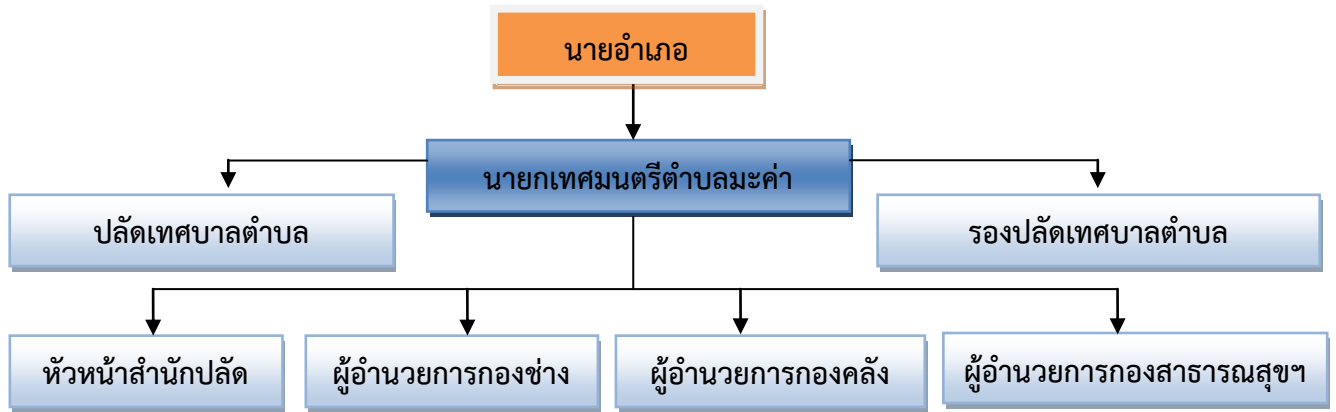 นายอำเภอ
นายกเทศมนตรีตำบลมะค่า
ปลัดเทศบาลตำบล
รองปลัดเทศบาลตำบล
หัวหน้าสำนักปลัด
ผู้อำนวยการกองช่าง
ผู้อำนวยการกองคลัง
ผู้อำนวยการกองสาธารณสุขฯ